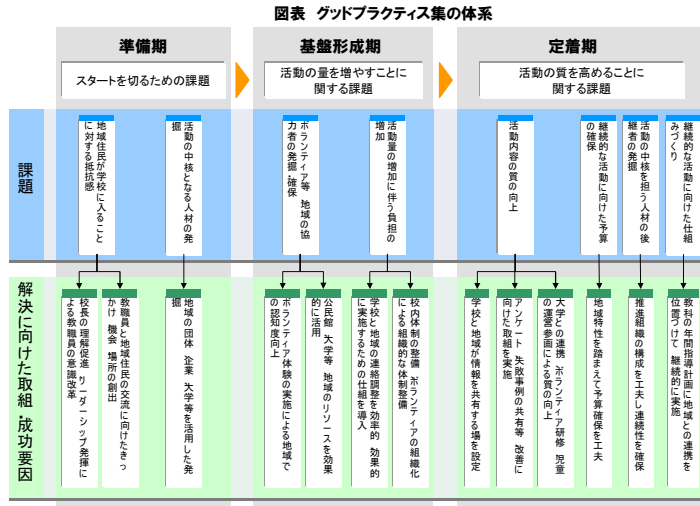 図表 グッドプラクティス集の体系
準備期
基盤形成期
定着期
スタートを切るための課題
活動の量を増やすことに
関する課題
活動の質を高めることに
関する課題
課題
地域住民が学校に入ること
に対する抵抗感
活動の中核となる人材の発
掘
ボランティア等 地域の協
力者の発掘 確保
活動量の増加に伴う負担の
増加
活動内容の質の向上
継続的な活動に向けた予算
の確保
活動の中核を担う人材の後
継者の発掘
継続的な活動に向けた仕組
みづくり
解決に向けた取組・成功要因
校長の理解促進 リーダーシップ発揮に
よる教職員の意識改革
教職員と地域住民の交流に向けたきっ
かけ 機会 場所の創出
地域の団体 企業 大学等を活用した発
掘
ボランティア体験の実施による地域で
の認知度向上
公民館 大学等 地域のリソースを効果
的に活用
学校と地域の連絡調整を効率的 効果的
に実施するための仕組を導入
校内体制の整備 ボランティアの組織化
による組織的な体制整備
学校と地域が情報を共有する場を設定
アンケート 失敗事例の共有等 改善に
向けた取組を実施
大学との連携 ボランティア研修 児童
の運営参画による質の向上
地域特性を踏まえて予算確保を工夫
推進組織の構成を工夫し連続性を確保
教科の年間指導計画に地域との連携を
位置づけて 継続的に実施